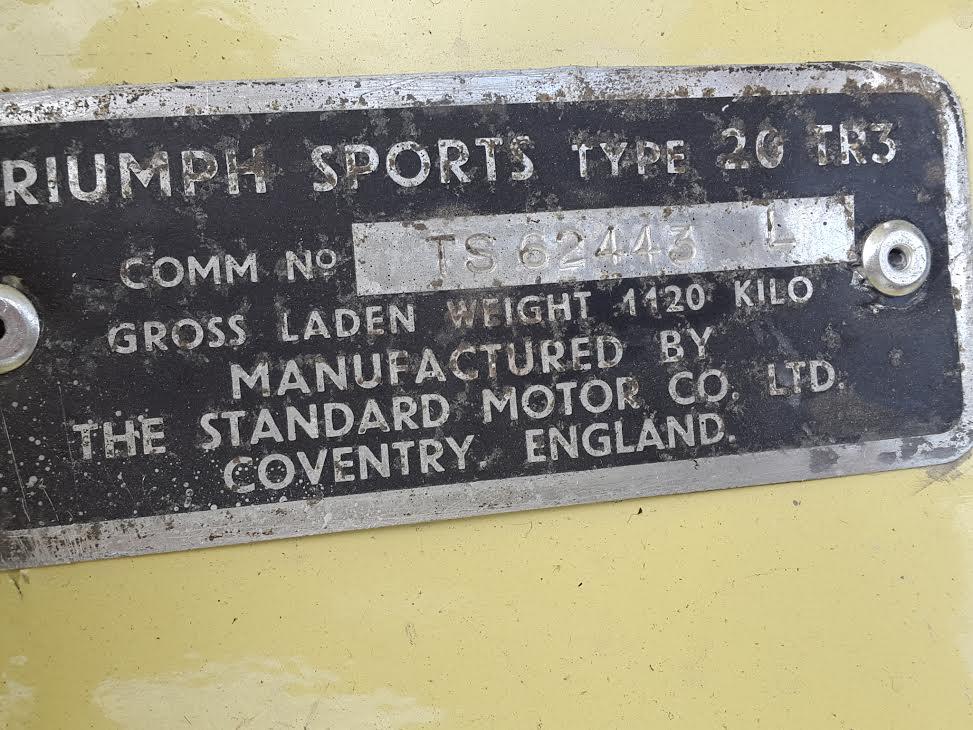 RIUMPH SPORTS TYPE 20 TR3
COMM No TS 62443 L
GROSS LADEN WEIGHT 1120 KILO
MANUFACTURED BY
THE STANDARD MOTOR CO. LTD.
COVENTRY. ENGLAND.